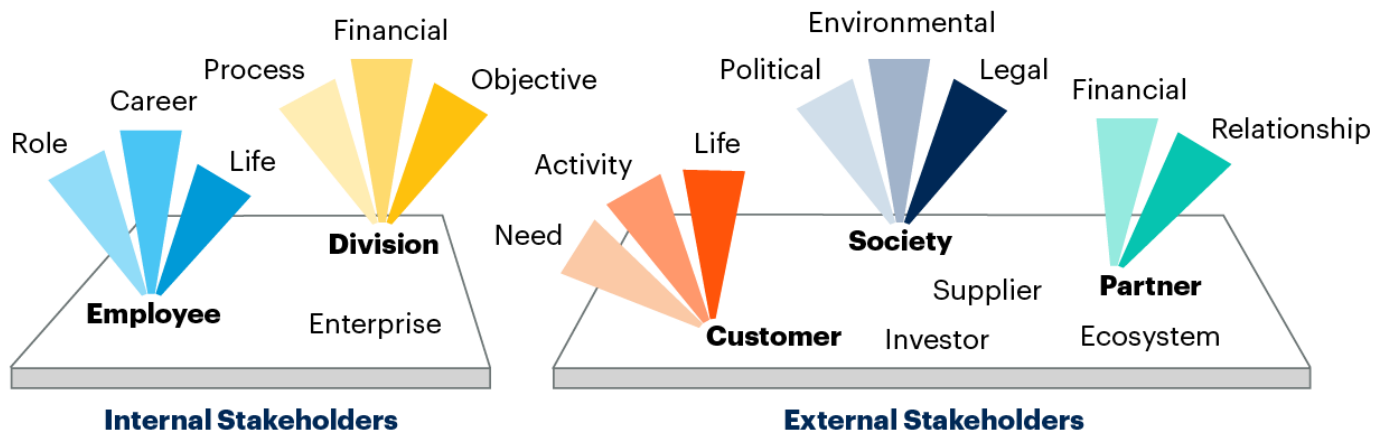 Role
Career
Life
Employee
Process
Financial
Objective
Division
Enterprise
Internal Stakeholders
Need
Activity
Life
Customer
Political
Environmental
Legal
Society
Supplier
Investor
Financial
Relationship
Partner
Ecosystem
External Stakeholders